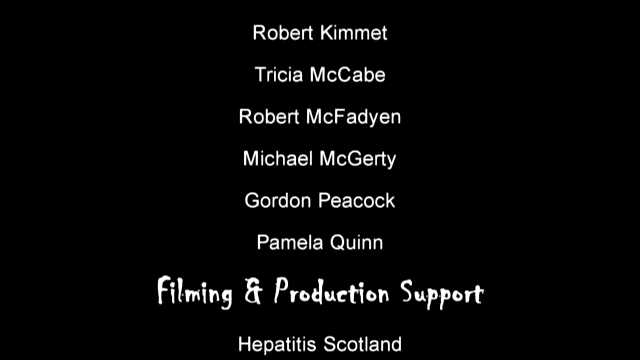 Robert Kimmet
Tricia McCabe
Robert McFadyen
Michael McGerty
Gordon Peacock
Pamela Quinn
Filming & Production Support
Hepatitis Scotland